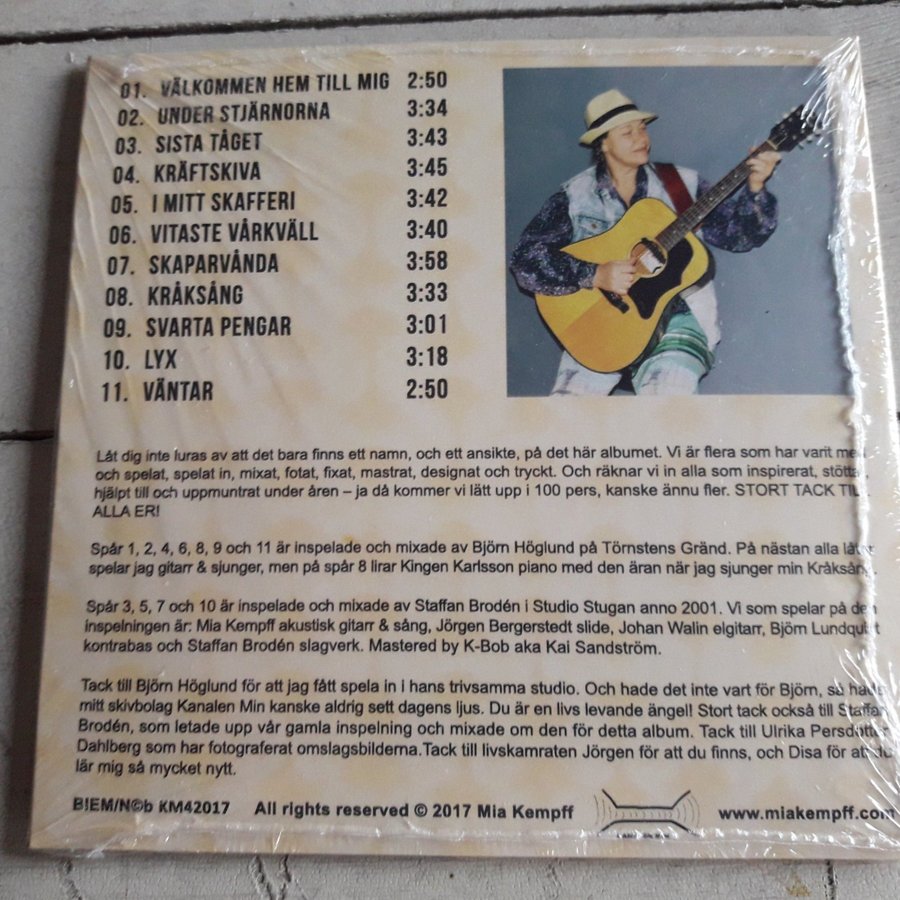 01. VÄLKOMMEN HEM TILL MIG 2:50
02. UNDER STJÄRNORNA 3:34
03. SISTA TÅGET 3:43
04. KRÄFTSKIVA 3:45
05. I MITT SKAFFERI 3:42
06. VITASTE VÅRKVÄLL 3:40
07. SKAPARVÅNDA 3:58
08. KRÅKSÅNG 3:33
09. SVARTA PENGAR 3:01
10. LYX 3:18
11. VÄNTAR 2:50
Låt dig inte luras av att det bara finns ett namn, och ett ansikte, på det här albumet. Vi är flera som har varit med
och spelat, spelat in, mixat, fotat, fixat, mastrat, designat och tryckt. Och räknar vi in alla som inspirerat, stöttat,
hjälpt till och uppmuntrat under åren – ja då kommer vi lätt upp i 100 pers, kanske ännu fler. STORT TACK TILL
ALLA ER!
Spår 1, 2, 4, 6, 8, 9 och 11 är inspelade och mixade av Björn Höglund på Törnstens Gränd. På nästan alla låtar
spelar jag gitarr & sjunger, men på spår 8 lirar Kingen Karlsson piano med den äran när jag sjunger min Kråksång.
Spår 3, 5, 7 och 10 är inspelade och mixade av Staffan Brodén i Studio Stugan anno 2001. Vi som spelar på den
inspelningen är: Mia Kempff akustisk gitarr & sång, Jörgen Bergerstedt slide, Johan Walin elgitarr, Björn Lundquist
kontrabas och Staffan Brodén slagverk. Mastered by K-Bob aka Kai Sandström.
Tack till Björn Höglund för att jag fått spela in i hans trivsamma studio. Och hade det inte vart för Björn, så hade
mitt skivbolag Kanalen Min kanske aldrig sett dagens ljus. Du är en livs levande ängel! Stort tack också till Staffan
Brodén, som letade upp vår gamla inspelning och mixade om den för detta album. Tack till Ulrika Persdotter
Dahlberg som har fotograferat omslagsbilderna.Tack till livskamraten Jörgen för att du finns, och Disa för att du
lär mig så mycket nytt.
BIEM/N©b KM42017 All rights reserved © 2017 Mia Kempff www.miakempff.com